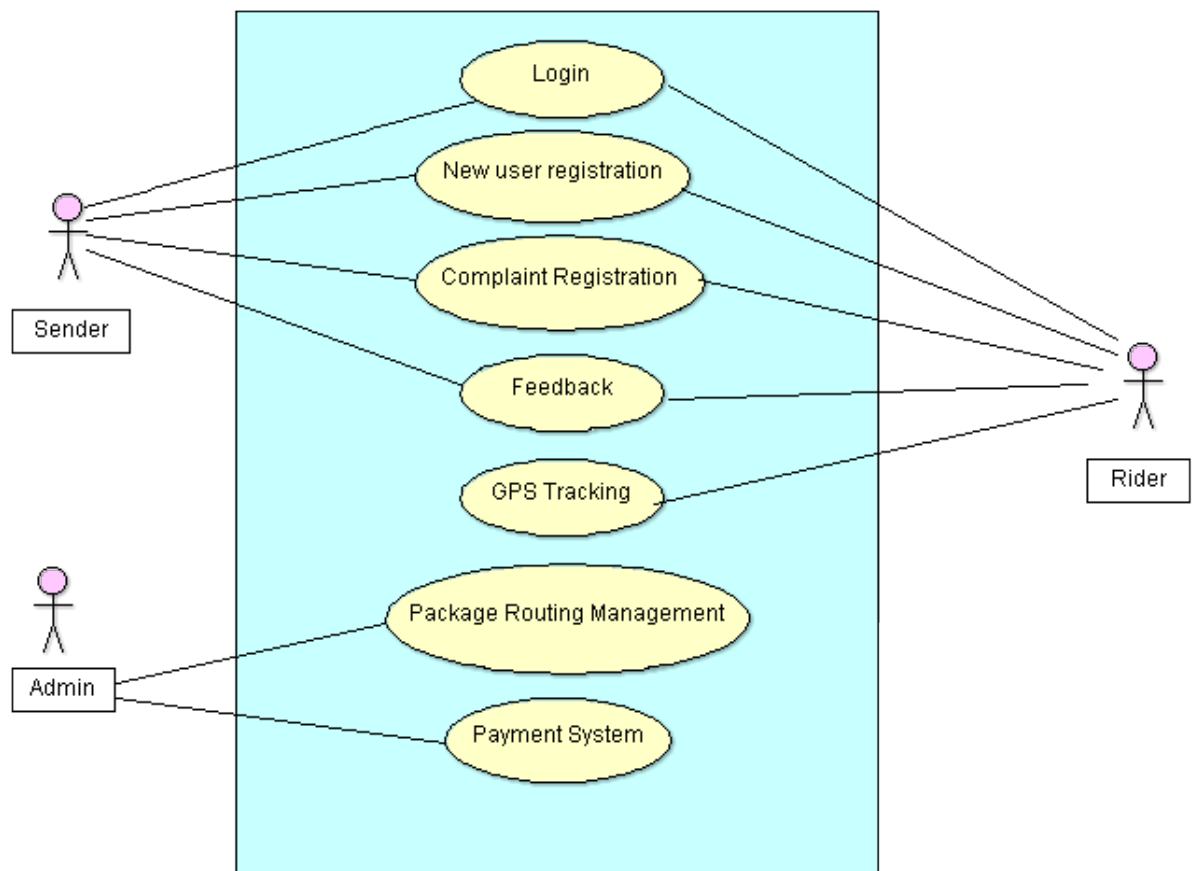 Login
New user registration
Complaint Registration
Sender
Feedback
GPS Tracking
Rider
Package Routing Management
Admin
Payment System